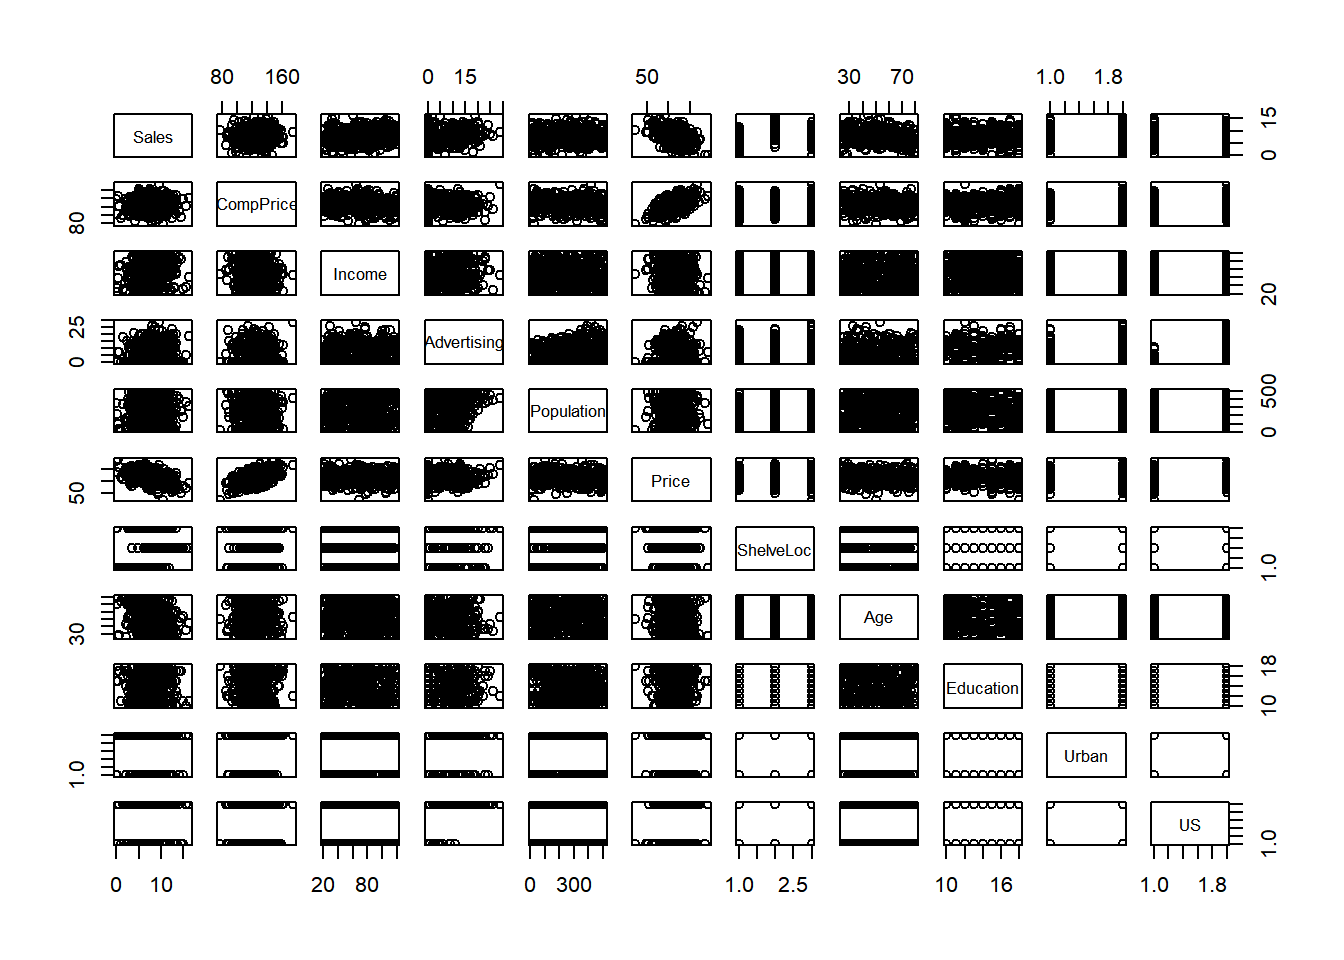 80 160 0 15 50 30 70 1.0 1.8
Sales 15 0
80 CompPrice
Income 20
25 0 Advertising
Population 500 0
50 Price
ShelveLoc 1.0
30 Age
Education 18 10
1.0 Urban
US 1.0
0 10 20 80 0 300 1.0 2.5 10 16 1.0 1.8